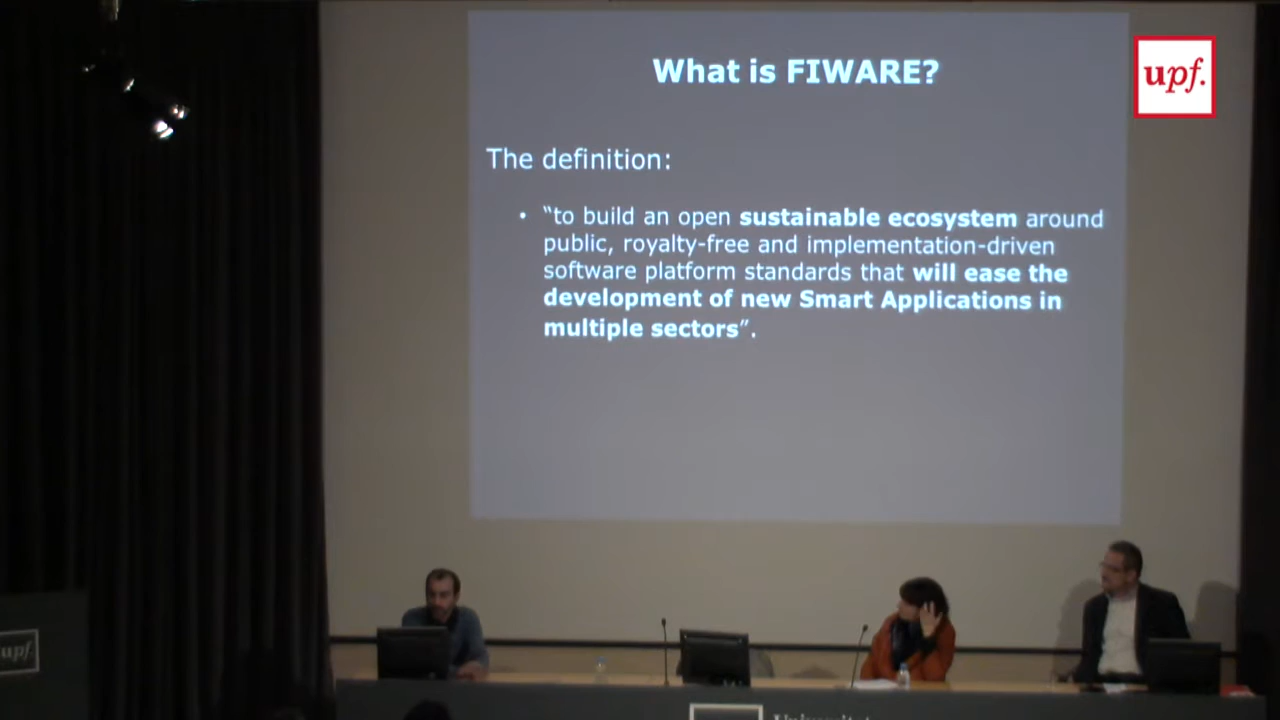 What is FIWARE?
upf.
The definition:
• “to build an open sustainable ecosystem around
public, royalty-free and implementation-driven
software platform standards that will ease the
development of new Smart Applications in
multiple sectors”.
upf.